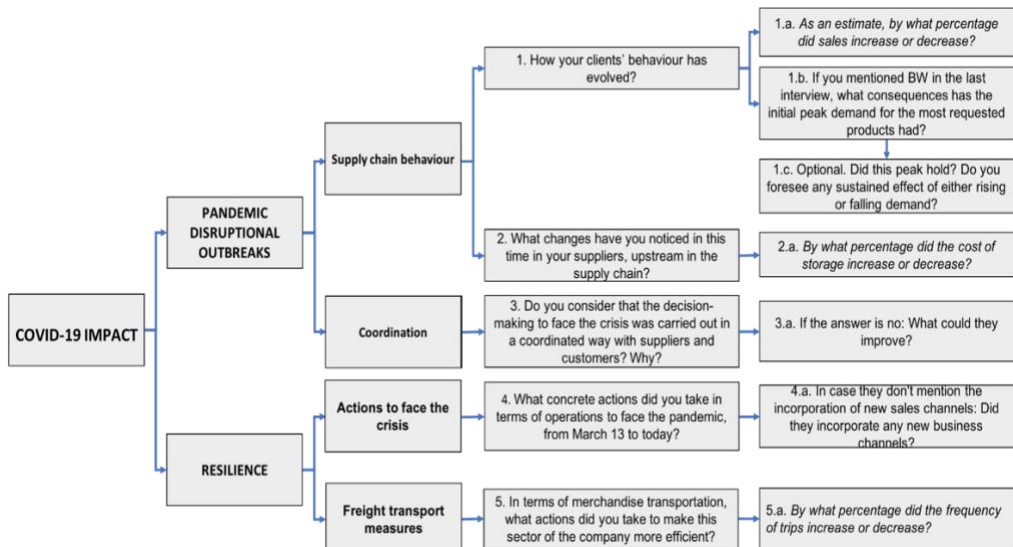 COVID-19 IMPACT
PANDEMIC
DISRUPTIONAL
OUTBREAKS
Supply chain behaviour
1. How your clients' behaviour has
evolved?
1.a. As an estimate, by what percentage
did sales increase or decrease?
1.b. If you mentioned BW in the last
interview, what consequences has the
initial peak demand for the most requested
products had?
1.c. Optional. Did this peak hold? Do you
foresee any sustained effect of either rising
or falling demand?
2. What changes have you noticed in this
time in your suppliers, upstream in the
supply chain?
2.a. By what percentage did the cost of
storage increase or decrease?
Coordination
3. Do you consider that the decision-
making to face the crisis was carried out in
a coordinated way with suppliers and
customers? Why?
3.a. If the answer is no: What could they
improve?
RESILIENCE
Actions to face the
crisis
4. What concrete actions did you take in
terms of operations to face the pandemic,
from March 13 to today?
4.a. In case they don't mention the
incorporation of new sales channels: Did
they incorporate any new business
channels?
Freight transport
measures
5. In terms of merchandise transportation,
what actions did you take to make this
sector of the company more efficient?
5.a. By what percentage did the frequency
of trips increase or decrease?